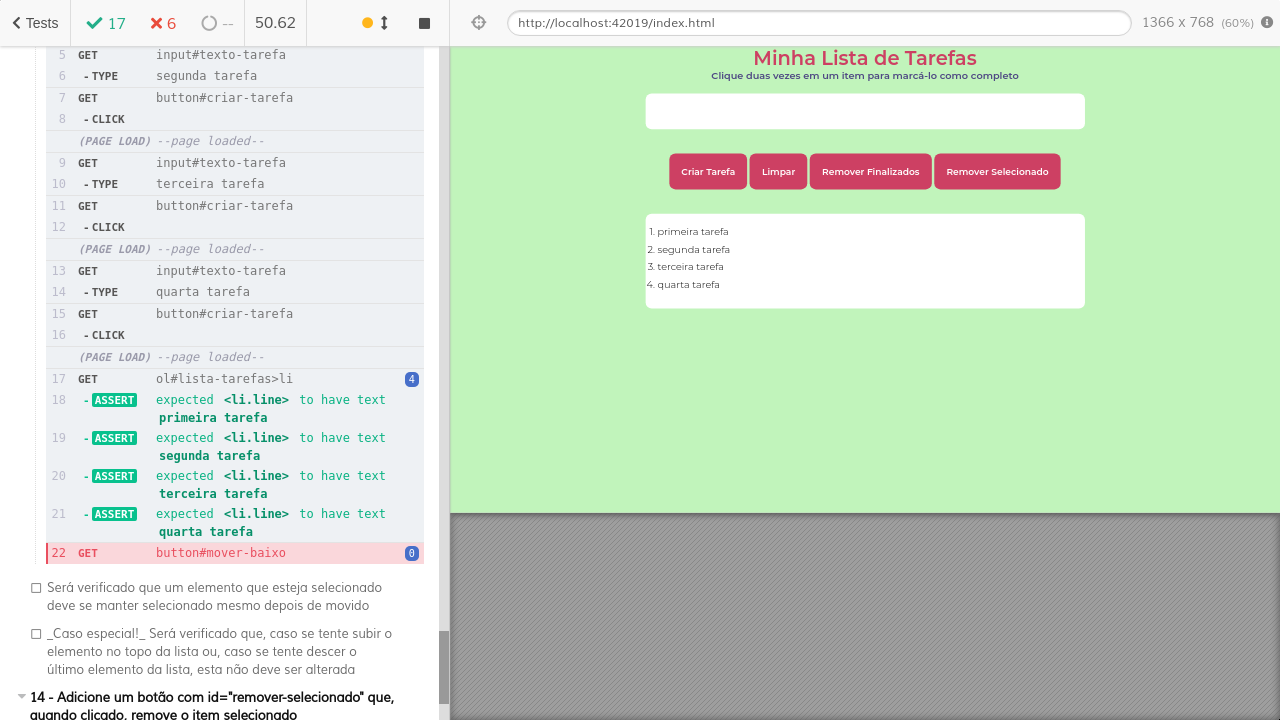 Tests
17
6
--
50.62
http://localhost:42019/index.html
1366 x 768 (60%)
5 GET input#texto-tarefa
6 -TYPE segunda tarefa
7 GET button#criar-tarefa
8 -CLICK
(PAGE LOAD) --page loaded--
9 GET input#texto-tarefa
10 -TYPE terceira tarefa
11 GET button#criar-tarefa
12 -CLICK
(PAGE LOAD) --page loaded--
13 GET input#texto-tarefa
14 -TYPE quarta tarefa
15 GET button#criar-tarefa
16 -CLICK
(PAGE LOAD) --page loaded--
17 GET ol#lista-tarefas>li 4
18 -ASSERT expected <li.line> to have text
primeira tarefa
19 -ASSERT expected <li.line> to have text
segunda tarefa
20 -ASSERT expected <li.line> to have text
terceira tarefa
21 -ASSERT expected <li.line> to have text
quarta tarefa
22 GET button#mover-baixo 0
Será verificado que um elemento que esteja selecionado
deve se manter selecionado mesmo depois de movido
_Caso especial!_ Será verificado que, caso se tente subir o
elemento no topo da lista ou, caso se tente descer o
último elemento da lista, esta não deve ser alterada
14 - Adicione um botão com id="remover-selecionado" que,
quando clicado, remove o item selecionado
Minha Lista de Tarefas
Clique duas vezes em um item para marcá-lo como completo
Criar Tarefa
Limpar
Remover Finalizados
Remover Selecionado
1. primeira tarefa
2. segunda tarefa
3. terceira tarefa
4. quarta tarefa